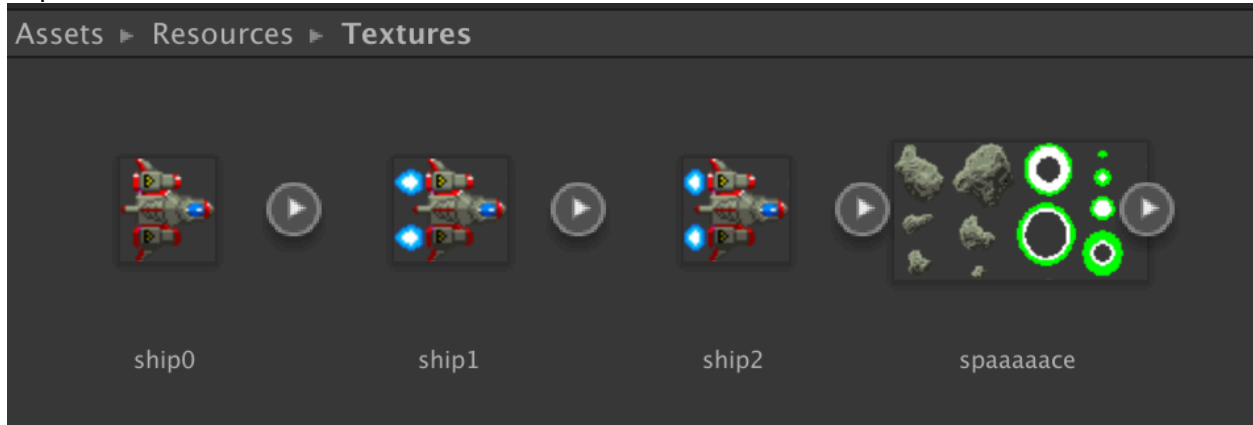 Assets ▸ Resources ▸ Textures
ship0
ship1
ship2
spaaaaace